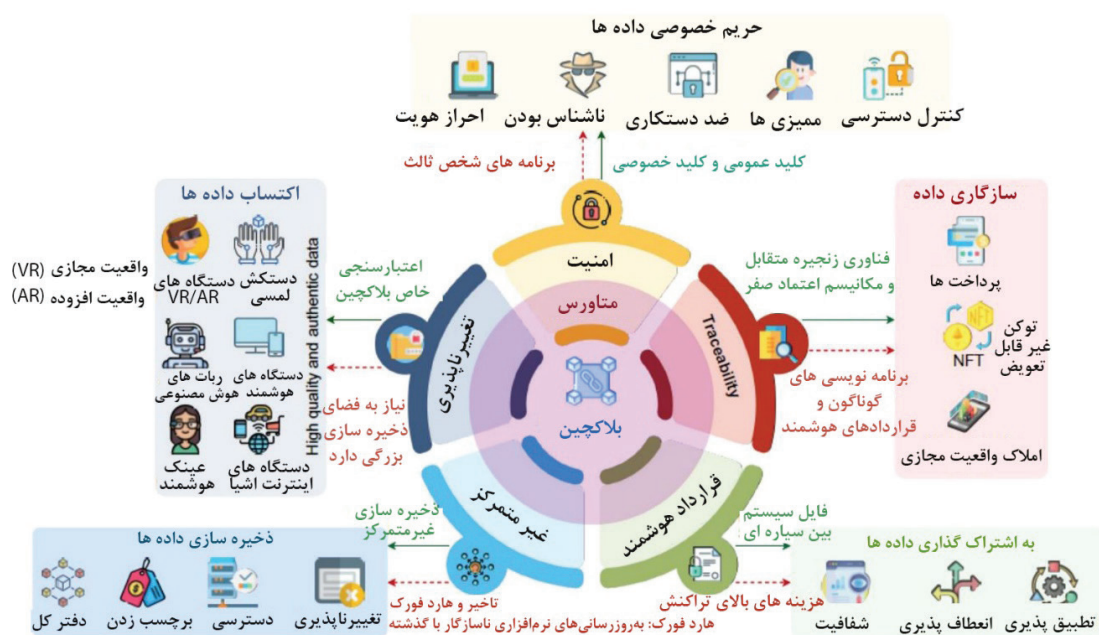 حریم خصوصی داده ها
کنترل دسترسی
ممیزی ها
ضد دستکاری
ناشناس بودن
احراز هویت
کلید عمومی و کلید خصوصی
برنامه های شخص ثالث
سازگاری داده
پرداخت ها
توکن
غیر قابل
تعویض
NFT
املاک واقعیت مجازی
فناوری زنجیره متقابل
و مکانیسم اعتماد صفر
برنامه نویسی های
گوناگون و
قراردادهای هوشمند
امنیت
متاورس
بلاکچین
Traceability
تغییرناپذیری
غیر متمرکز
قرارداد هوشمند
اعتبارسنجی
خاص بلاکچین
نیاز به فضای
ذخیره سازی
بزرگی دارد
اکتساب داده ها
دستکش
لمسی
دستگاه های
VR/AR
دستگاه های
هوشمند
ربات های
هوش مصنوعی
دستگاه های
اینترنت اشیا
عینک
هوشمند
High quality and authentic data
واقعیت مجازی (VR)
واقعیت افزوده (AR)
فایل سیستم
بین سیاره ای :
هزینه های بالای تراکنش
به اشتراک گذاری داده ها
تطبیق پذیری
انعطاف پذیری
شفافیت
ذخیره سازی
غیرمتمرکز
تاخیر و هارد فورک
هارد فورک: به‌روزرسانی‌های نرم‌افزاری ناسازگار با گذشته
ذخیره سازی داده ها
تغییرناپذیری
دسترسی
برچسب زدن
دفتر کل